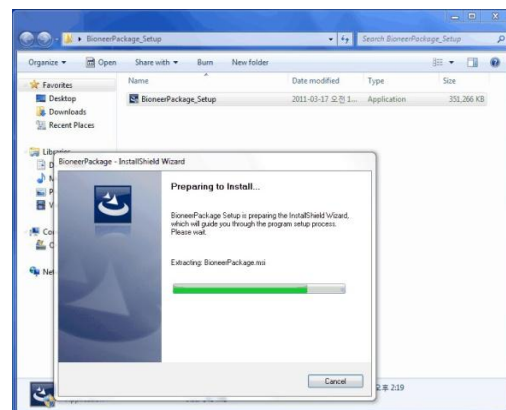 BioneerPackage_Setup
Search BioneerPackage_Setup
Organize Open Share with Burn New folder
Name Date modified Type Size
Favorites
Desktop
Downloads
Recent Places
BioneerPackage_Setup 2011-03-17 오전 1... Application 351,266 KB
BioneerPackage - InstallShield Wizard
Preparing to Install...
BioneerPackage Setup is preparing the InstallShield Wizard,
which will guide you through the program setup process.
Please wait.
Extracting: BioneerPackage.msi
Cancel
2:19